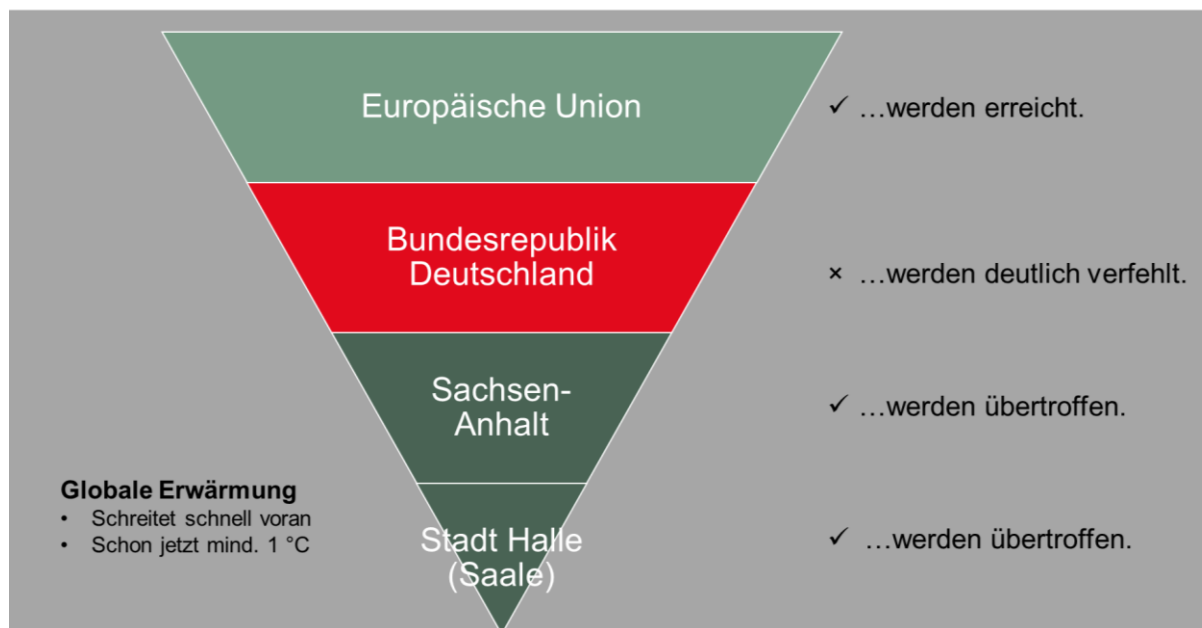 Europäische Union
✓ …werden erreicht.
Bundesrepublik
Deutschland
× …werden deutlich verfehlt.
Sachsen-
Anhalt
✓ …werden übertroffen.
Globale Erwärmung
• Schreitet schnell voran
• Schon jetzt mind. 1 °C
Stadt Halle
(Saale)
✓ …werden übertroffen.